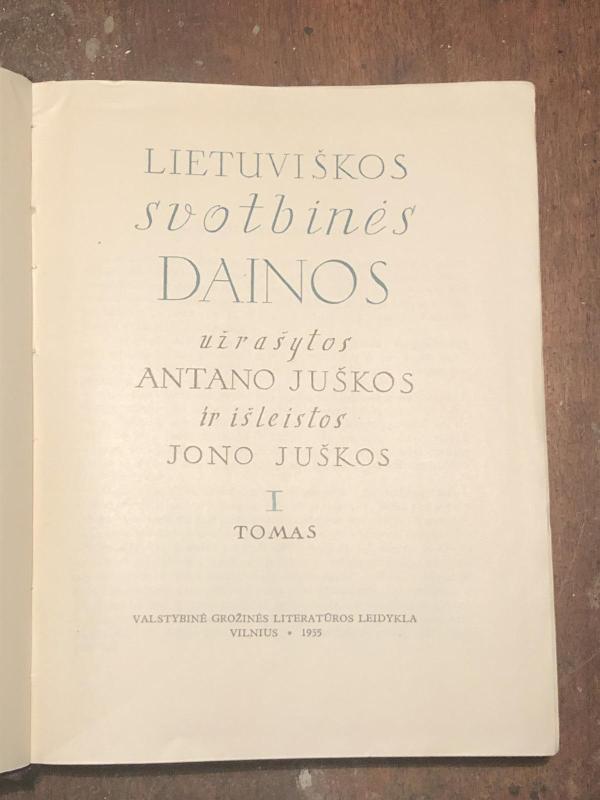 LIETUVIŠKOS
svotbinės
DAINOS
užrašytos
ANTANO JUŠKOS
ir išleistos
JONO JUŠKOS
I
TOMAS
VALSTYBINĖ GROŽINĖS LITERATŪROS LEIDYKLA
VILNIUS • 1955